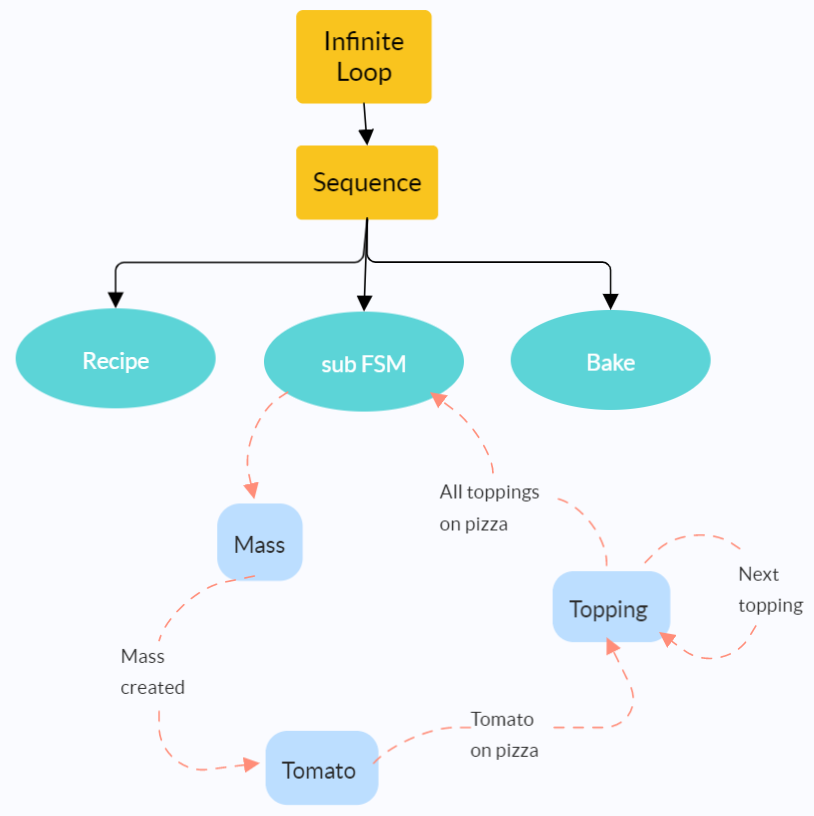 Infinite
Loop
Sequence
Recipe
sub FSM
Bake
All toppings
on pizza
Mass
Next
topping
Topping
Mass
created
Tomato
on pizza
Tomato